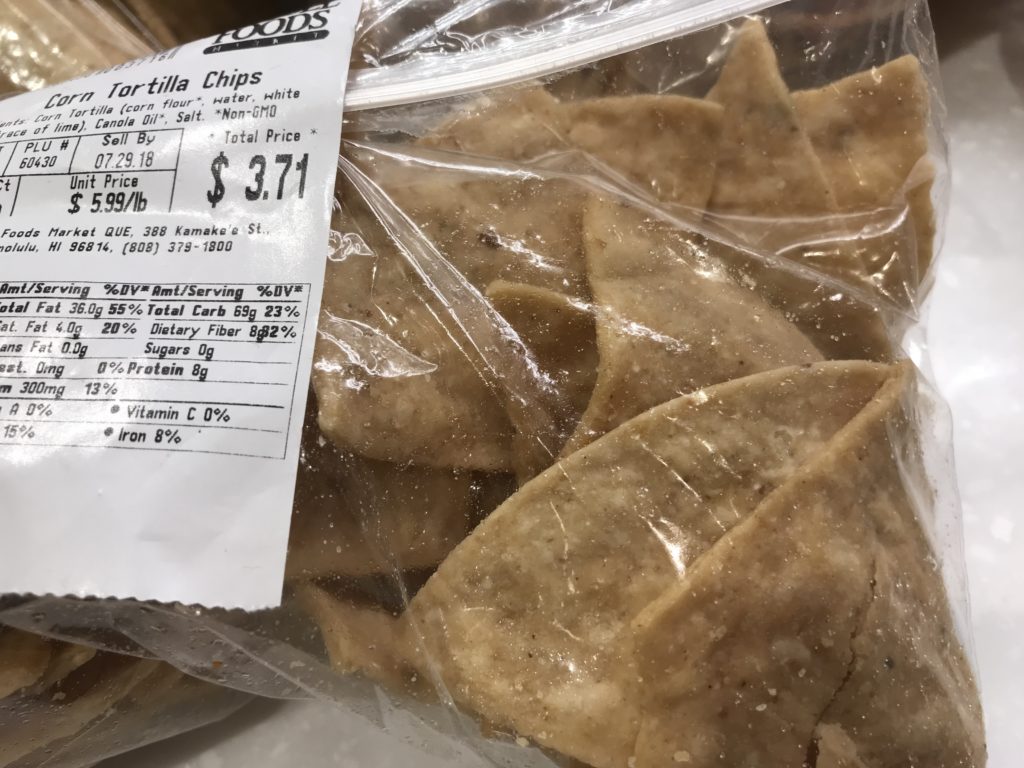 FOODS
MARKET
Corn Tortilla Chips
Corn Tortilla (corn flour*, water, white
trace of lime), Canola Oil*, Salt. *Non-GMO
PLU # Sell By * Total Price *
60430 07.29.18 $ 3.71
Unit Price
$ 5.99/lb
Foods Market QUE, 388 Kamake'e St.,
nolulu, HI 96814, (808) 379-1800
Amt/Serving %DV* Amt/Serving %DV*
otal Fat 36.0g 55% Total Carb 69g 23%
at. Fat 4.0g 20% Dietary Fiber 8g 32%
ans Fat 0.0g Sugars 0g
est. 0mg 0% Protein 8g
m 300mg 13%
A 0% • Vitamin C 0%
15% • Iron 8%